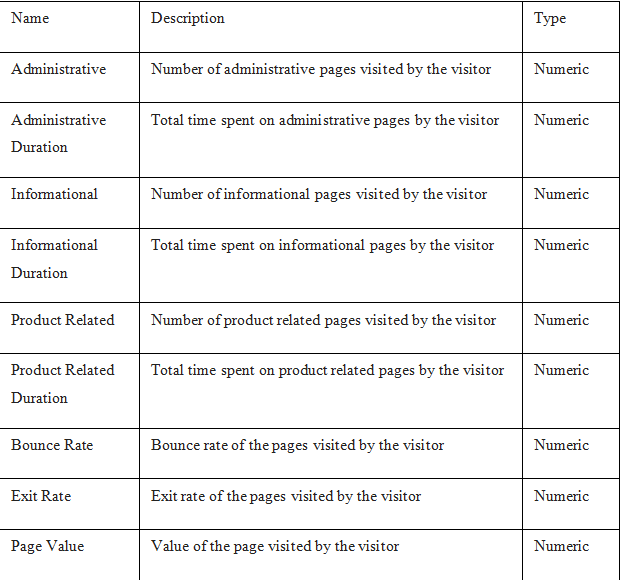 Name Description Type
Administrative Number of administrative pages visited by the visitor Numeric
Administrative Total time spent on administrative pages by the visitor Numeric
Duration
Informational Number of informational pages visited by the visitor Numeric
Informational Total time spent on informational pages by the visitor Numeric
Duration
Product Related Number of product related pages visited by the visitor Numeric
Product Related Total time spent on product related pages by the visitor Numeric
Duration
Bounce Rate Bounce rate of the pages visited by the visitor Numeric
Exit Rate Exit rate of the pages visited by the visitor Numeric
Page Value Value of the page visited by the visitor Numeric